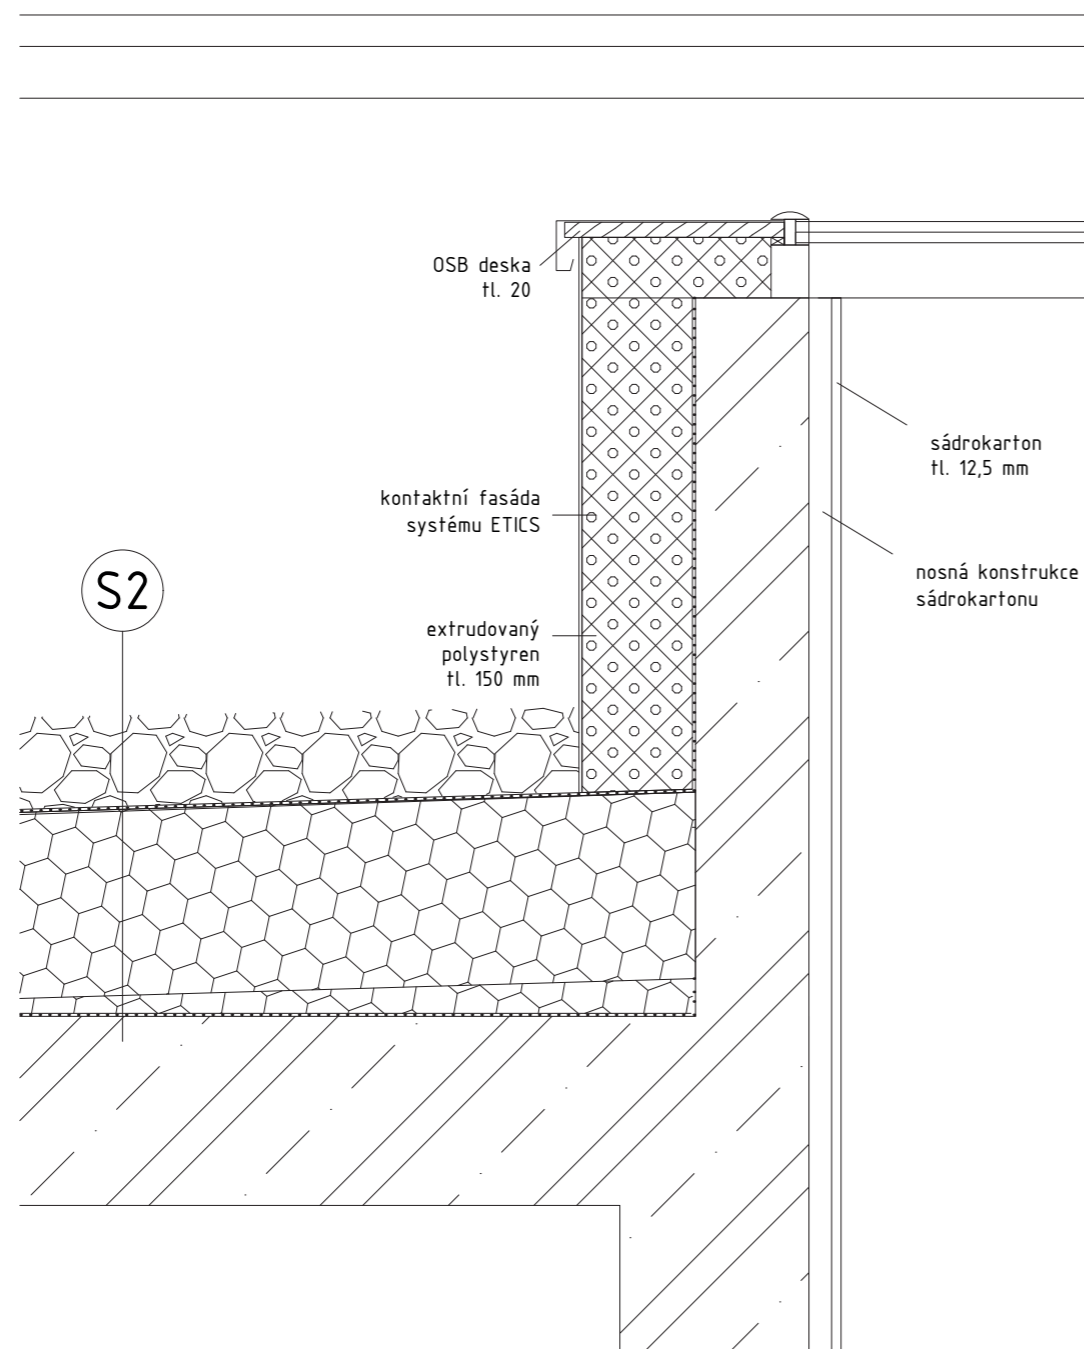 OSB deska
tl. 20
sádrokarton
tl. 12,5 mm
kontaktní fasáda
systému ETICS
S2
nosná konstrukce
sádrokartonu
extrudovaný
polystyren
tl. 150 mm